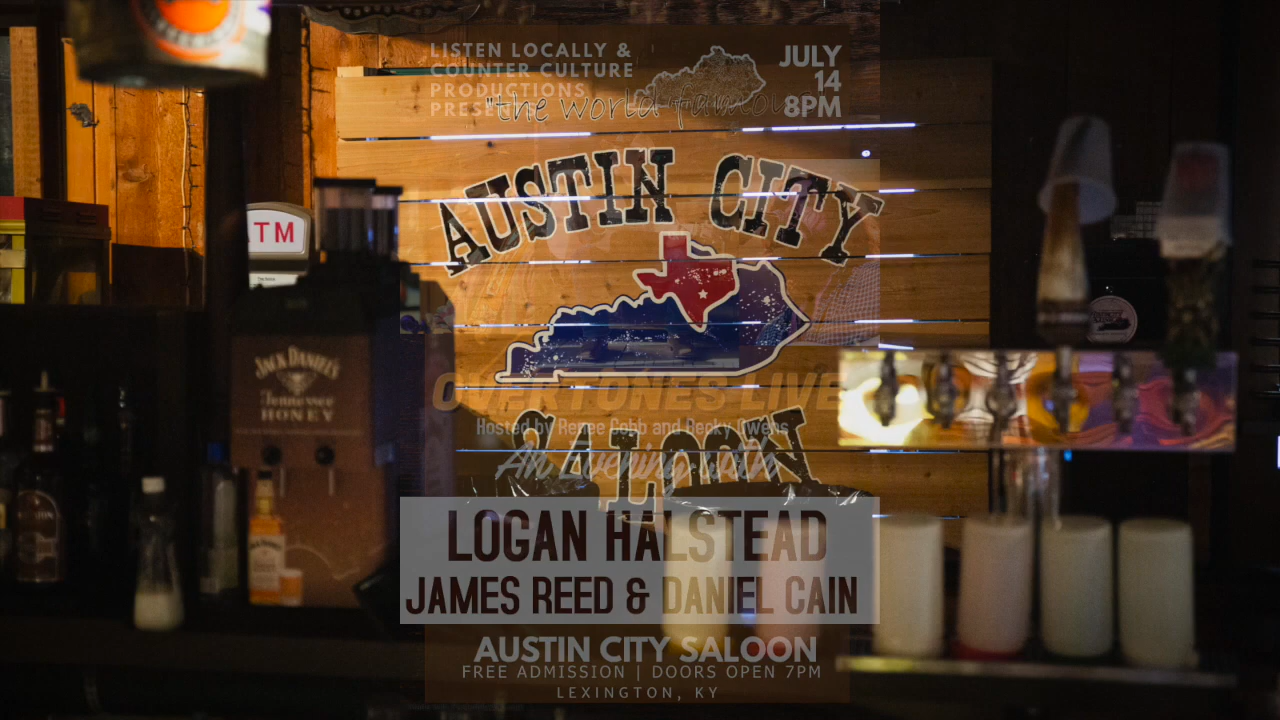 LISTEN LOCALLY &
COUNTER CULTURE
PRODUCTIONS
PRESENT
JULY
14
8PM
"the world famous
AUSTIN CITY
SALOON
ATM
JACK DANIEL'S
Tennessee
HONEY
OVERTONES LIVE
Hosted by Renee Cobb and Becky Owens
An Evening with
LOGAN HALSTEAD
JAMES REED & DANIEL CAIN
AUSTIN CITY SALOON
FREE ADMISSION | DOORS OPEN 7PM
LEXINGTON, KY